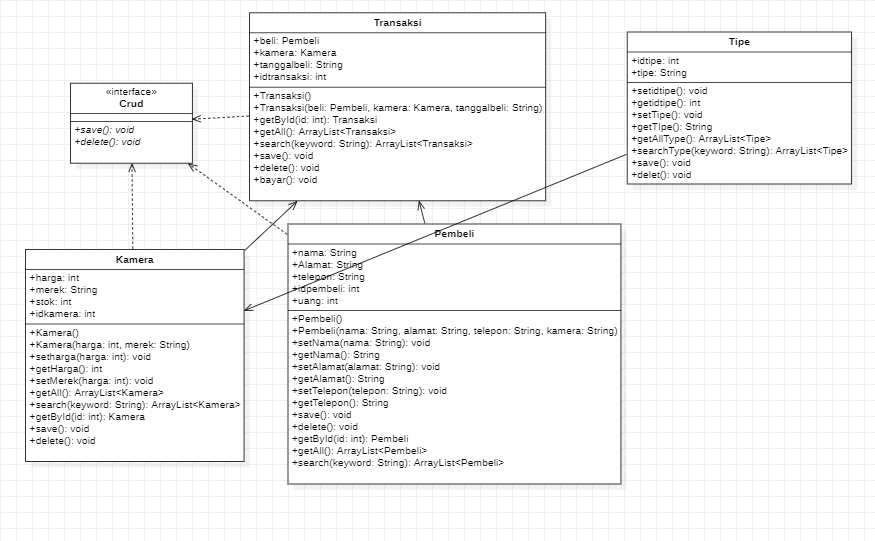 Transaksi
+beli: Pembeli
+kamera: Kamera
+tanggalbeli: String
+idtransaksi: int
+Transaksi()
+Transaksi(beli: Pembeli, kamera: Kamera, tanggalbeli: String)
+getById(id: int): Transaksi
+getAll(): ArrayList<Transaksi>
+search(keyword: String): ArrayList<Transaksi>
+save(): void
+delete(): void
+bayar(): void
Tipe
+idtipe: int
+tipe: String
+setidtipe(): void
+getidtipe(): int
+setTipe(): void
+getTIpe(): String
+getAllType(): ArrayList<Tipe>
+searchType(keyword: String): ArrayList<Tipe>
+save(): void
+delet(): void
«interface»
Crud
+save(): void
+delete(): void
Kamera
+harga: int
+merek: String
+stok: int
+idkamera: int
+Kamera()
+Kamera(harga: int, merek: String)
+setharga(harga: int): void
+getHarga(): int
+setMerek(harga: int): void
+getAll(): ArrayList<Kamera>
+search(keyword: String): ArrayList<Kamera>
+getById(id: int): Kamera
+save(): void
+delete(): void
Pembeli
+nama: String
+Alamat: String
+telepon: String
+idpembeli: int
+uang: int
+Pembeli()
+Pembeli(nama: String, alamat: String, telepon: String, kamera: String)
+setNama(nama: String): void
+getNama(): String
+setAlamat(alamat: String): void
+getAlamat(): String
+setTelepon(telepon: String): void
+getTelepon(): String
+save(): void
+delete(): void
+getById(id: int): Pembeli
+getAll(): ArrayList<Pembeli>
+search(keyword: String): ArrayList<Pembeli>